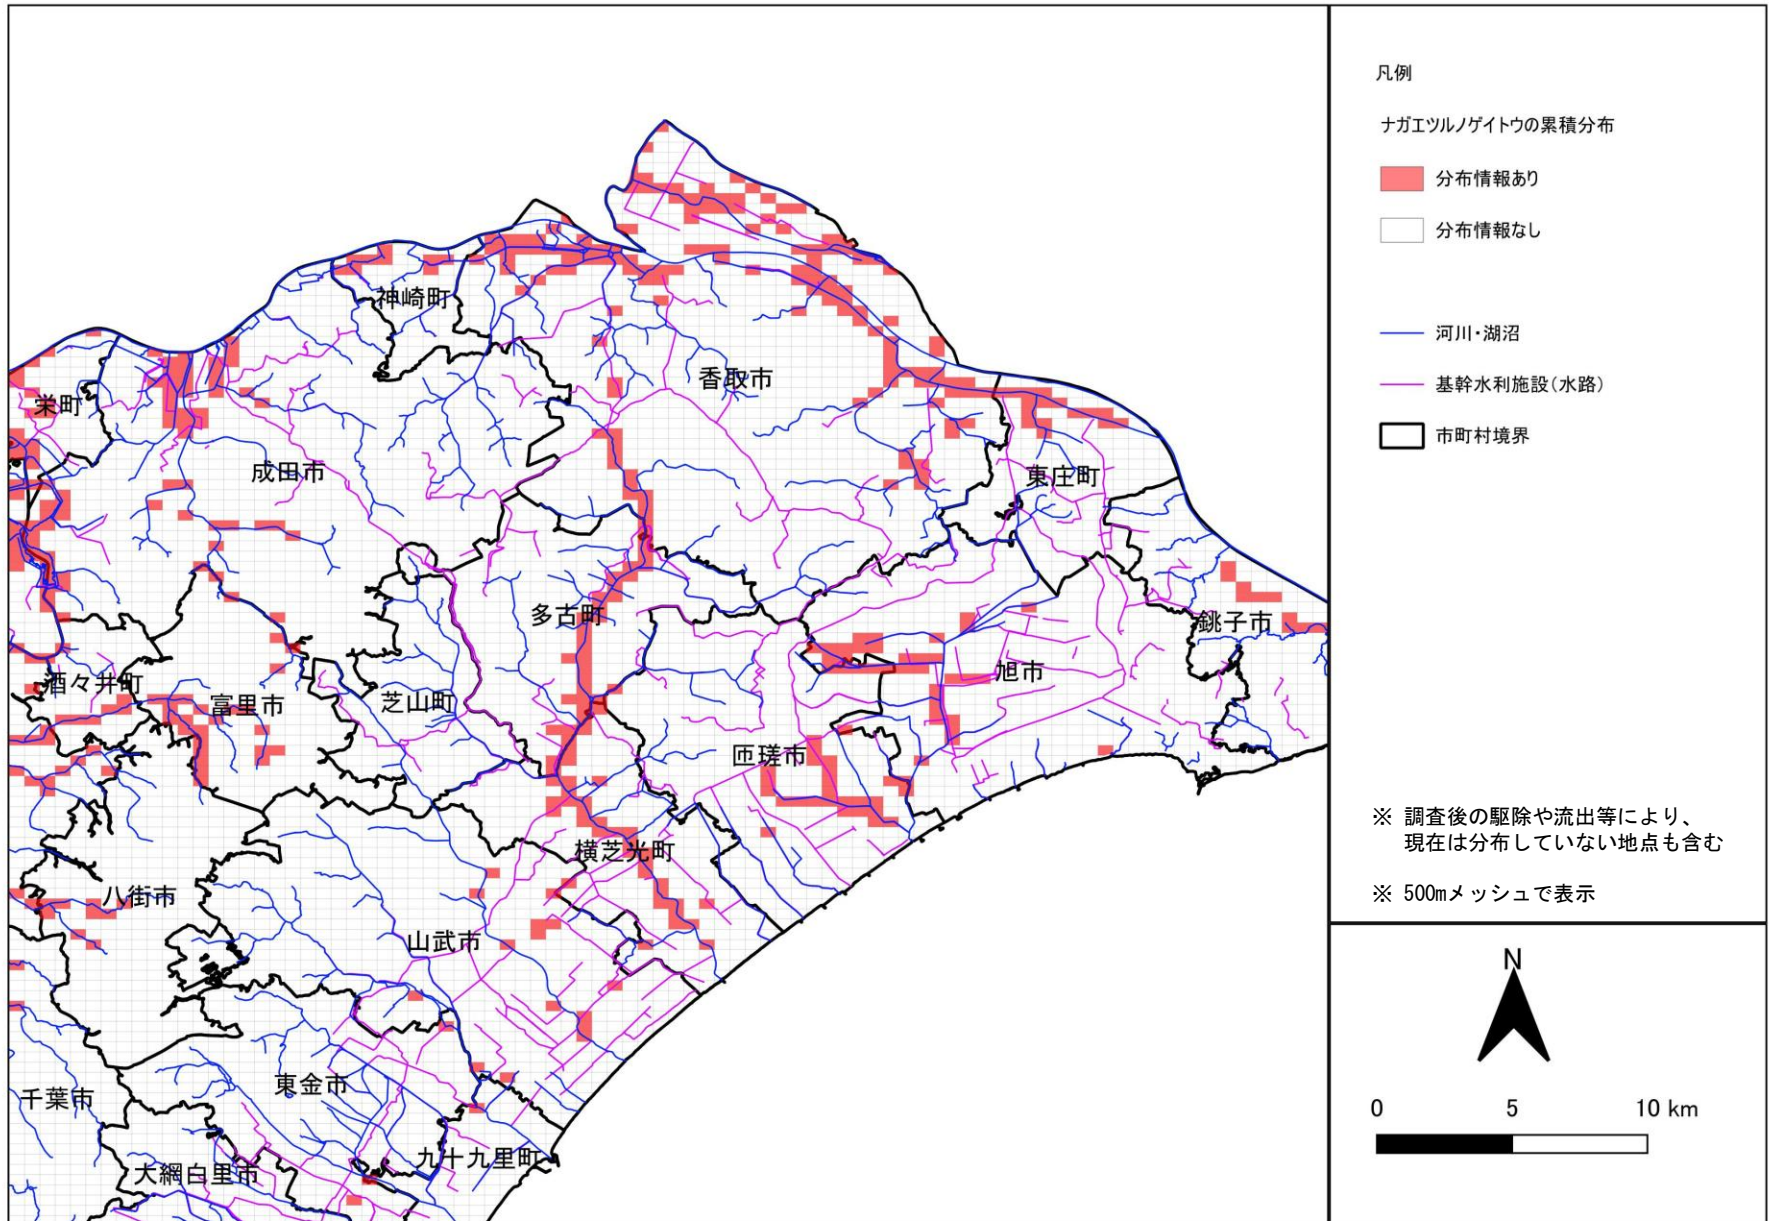 凡例
ナガエツルノゲイトウの累積分布
分布情報あり
分布情報なし
河川・湖沼
基幹水利施設(水路)
市町村境界
※ 調査後の駆除や流出等により、
現在は分布していない地点も含む
※ 500mメッシュで表示
N
0 5 10 km
神崎町
香取市
栄町
成田市
東庄町
多古町
銚子市
旭市
酒々井町
富里市
芝山町
匝瑳市
横芝光町
八街市
山武市
東金市
千葉市
九十九里町
大網白里市